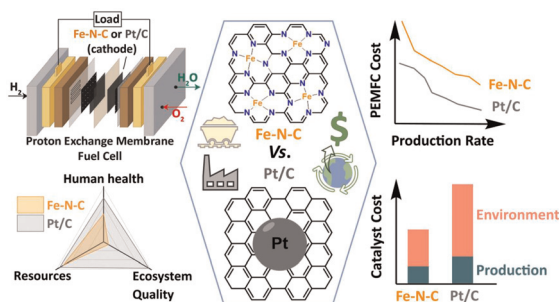 Load
Fe-N-C or Pt/C
(cathode)
H₂
H₂O
O₂
Proton Exchange Membrane
Fuel Cell
Human health
Fe-N-C
Pt/C
Resources
Ecosystem
Quality
N N N N
Fe Fe
N N N N
N N N N
Fe Fe
N N N N
Fe-N-C
Vs.
Pt/C
$
Pt
PEMFC Cost
Fe-N-C
Pt/C
Production Rate
Catalyst Cost
Environment
Production
Fe-N-C Pt/C